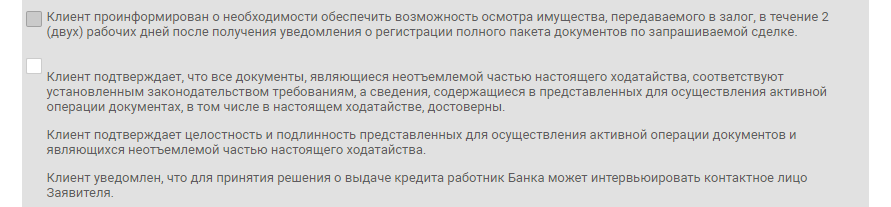 Клиент проинформирован о необходимости обеспечить возможность осмотра имущества, передаваемого в залог, в течение 2
(двух) рабочих дней после получения уведомления о регистрации полного пакета документов по запрашиваемой сделке.
Клиент подтверждает, что все документы, являющиеся неотъемлемой частью настоящего ходатайства, соответствуют
установленным законодательством требованиям, а сведения, содержащиеся в представленных для осуществления активной
операции документах, в том числе в настоящем ходатайстве, достоверны.
Клиент подтверждает целостность и подлинность представленных для осуществления активной операции документов и
являющихся неотъемлемой частью настоящего ходатайства.
Клиент уведомлен, что для принятия решения о выдаче кредита работник Банка может интервьюировать контактное лицо
Заявителя.